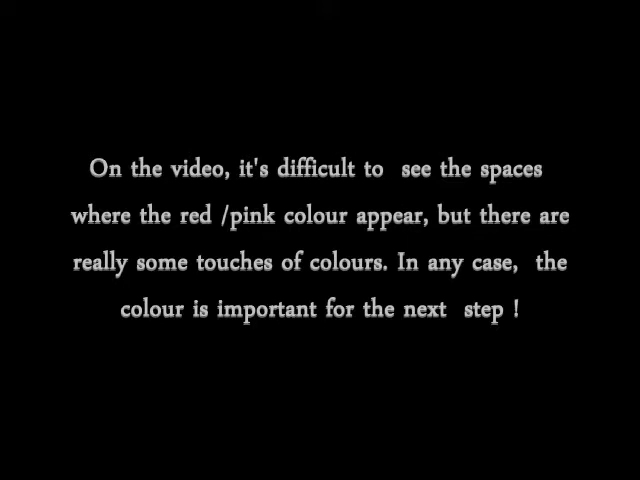 On the video, it's difficult to  see the spaces
where the red /pink colour appear, but there are
really some touches of colours. In any case,  the
colour is important for the next  step !